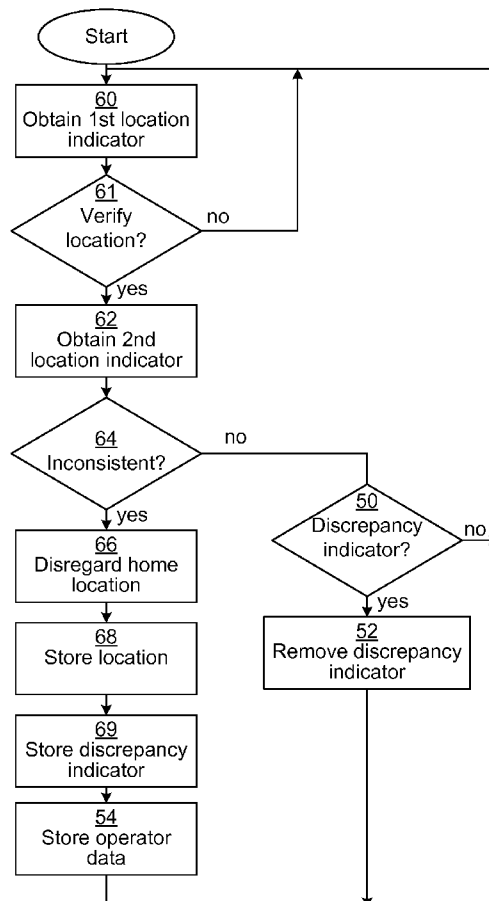 Start
60
Obtain 1st location
indicator
61
Verify
location?
no
yes
62
Obtain 2nd
location indicator
64
Inconsistent?
no
yes
50
Discrepancy
indicator?
no
yes
66
Disregard home
location
52
Remove discrepancy
indicator
68
Store location
69
Store discrepancy
indicator
54
Store operator
data